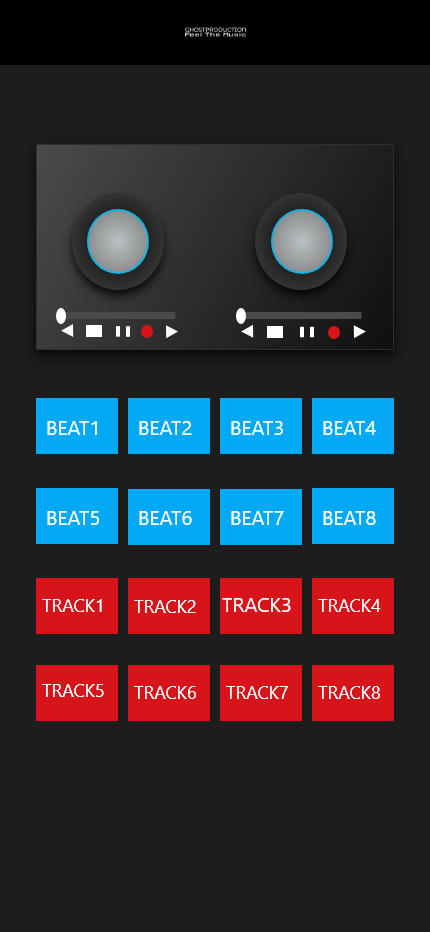 GHOSTPRODUCTION
Feel The Music
BEAT1 BEAT2 BEAT3 BEAT4
BEAT5 BEAT6 BEAT7 BEAT8
TRACK1 TRACK2 TRACK3 TRACK4
TRACK5 TRACK6 TRACK7 TRACK8